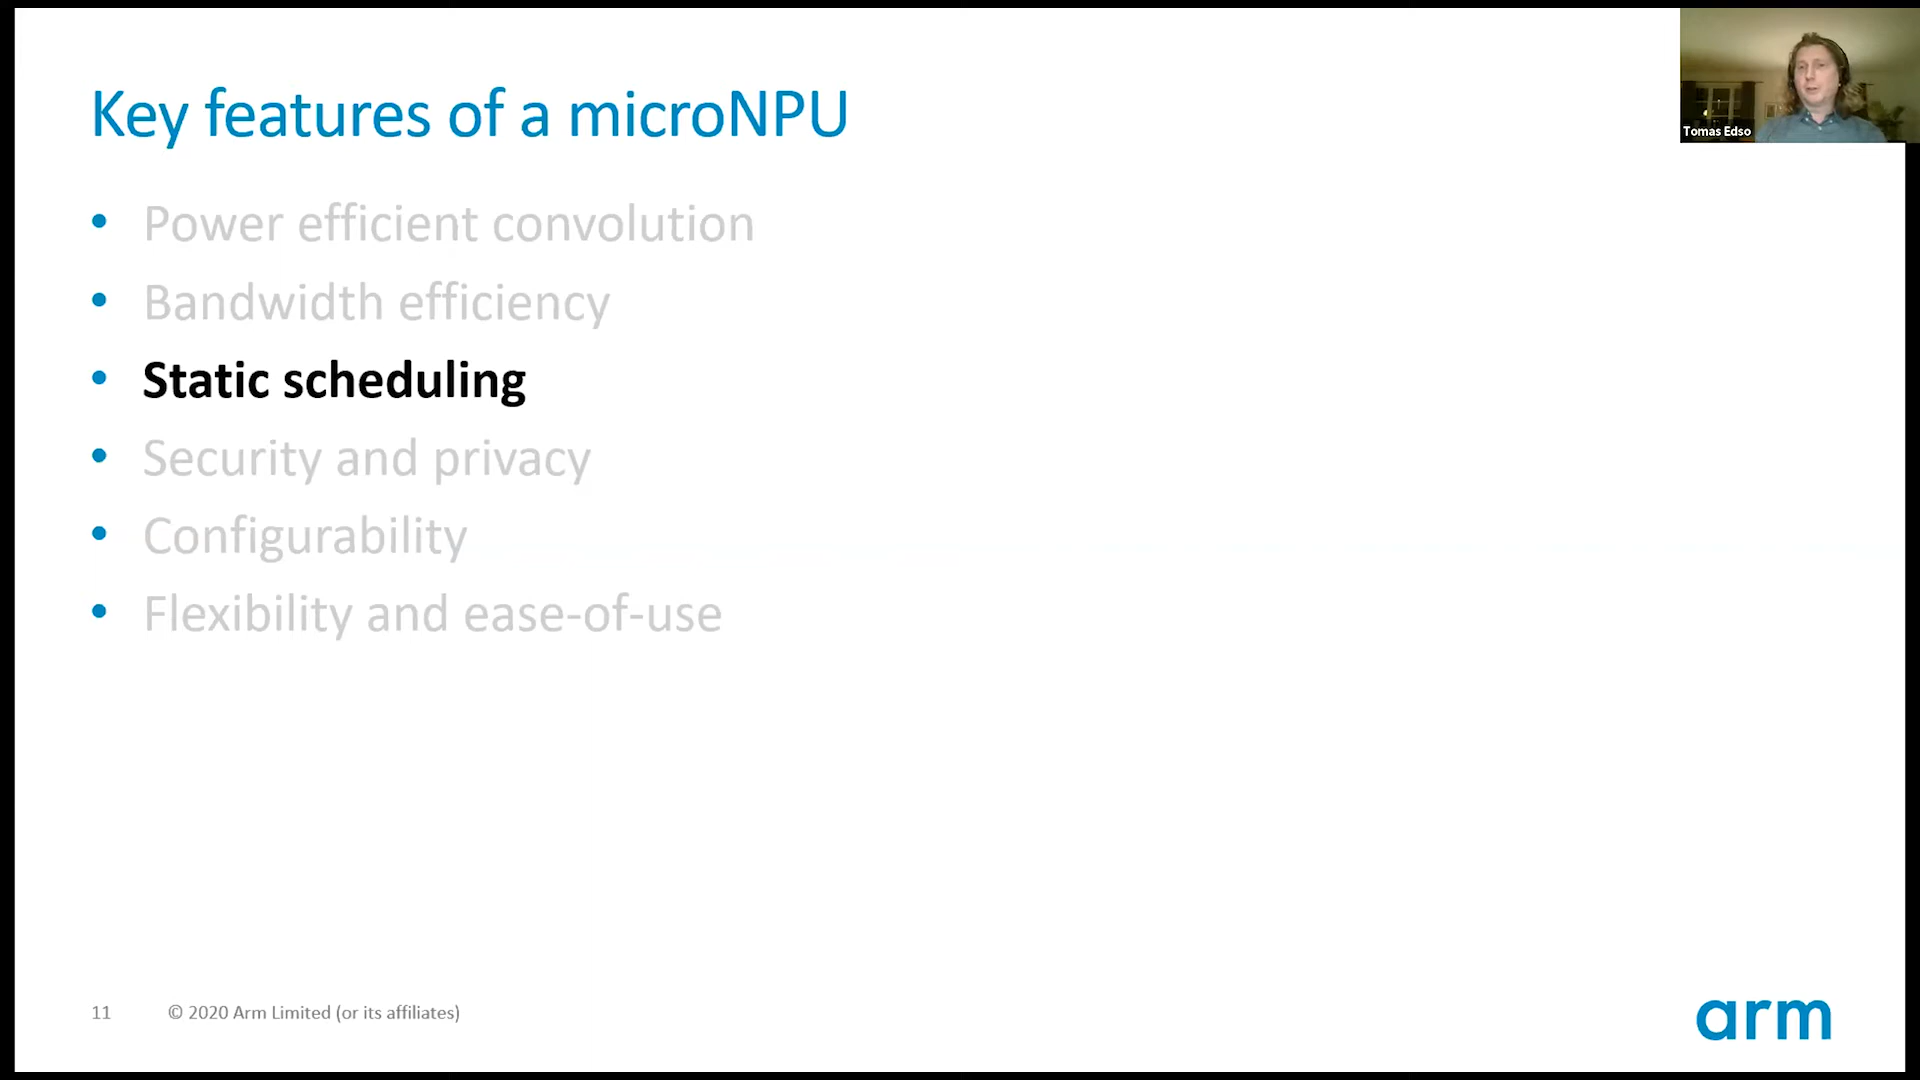 Key features of a microNPU
Tomas Edso
• Power efficient convolution
• Bandwidth efficiency
• Static scheduling
• Security and privacy
• Configurability
• Flexibility and ease-of-use
11 © 2020 Arm Limited (or its affiliates)
arm